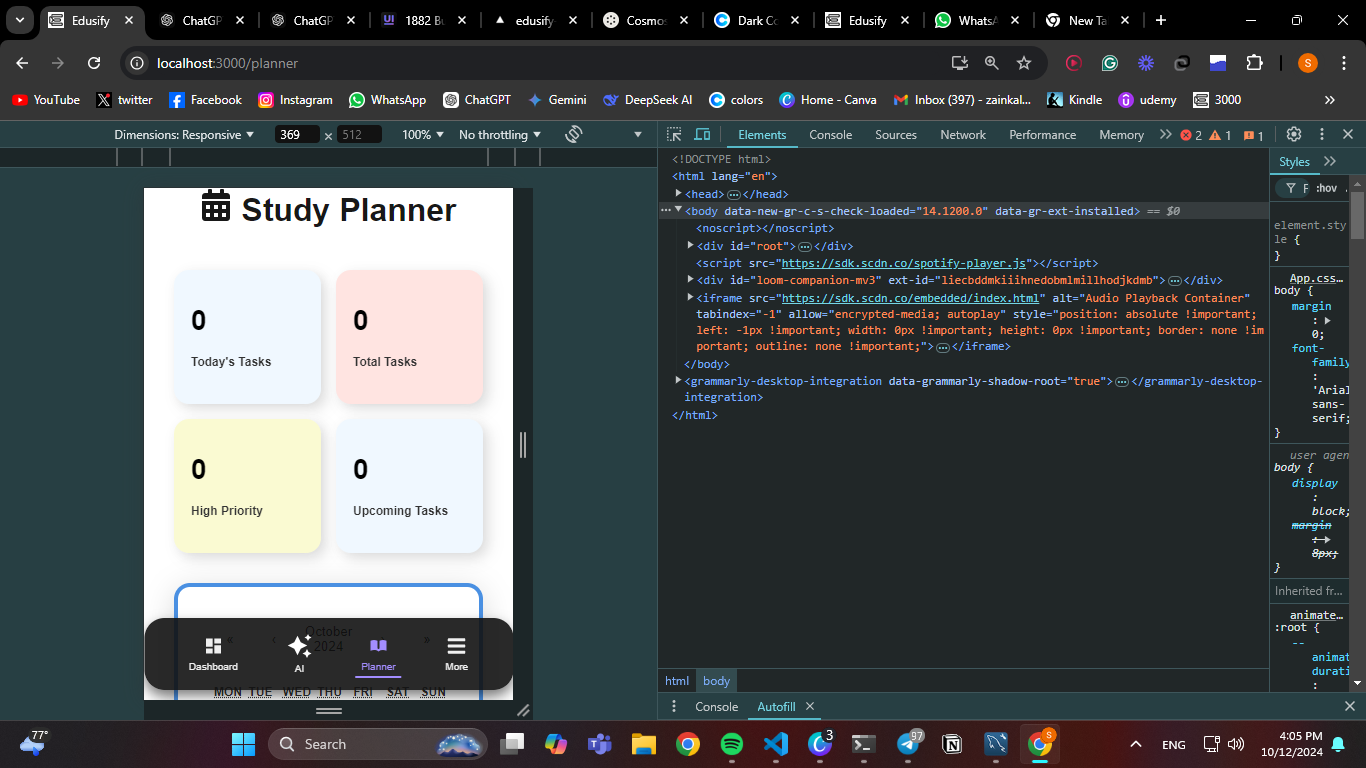 Edusify
ChatGP
ChatGP
UI
1882 Bu
edusify
Cosmos
Dark Co
Edusify
WhatsA
New Ta
localhost:3000/planner
S
YouTube
twitter
Facebook
Instagram
WhatsApp
ChatGPT
Gemini
DeepSeek AI
colors
Home - Canva
Inbox (397) - zainkal...
Kindle
udemy
3000
»
Dimensions: Responsive
369
×
512
100%
No throttling
Elements
Console
Sources
Network
Performance
Memory
2
1
1
Study Planner
0
Today's Tasks
0
Total Tasks
0
High Priority
0
Upcoming Tasks
« ‹ October 2024 »
Dashboard
AI
Planner
More
MON TUE WED THU FRI SAT SUN
<!DOCTYPE html>
<html lang="en">
<head>…</head>
<body data-new-gr-c-s-check-loaded="14.1200.0" data-gr-ext-installed> == $0
<noscript></noscript>
<div id="root">…</div>
<script src="https://sdk.scdn.co/spotify-player.js"></script>
<div id="loom-companion-mv3" ext-id="liecbddmkiiihnedobmlmillhodjkdmb">…</div>
<iframe src="https://sdk.scdn.co/embedded/index.html" alt="Audio Playback Container"
tabindex="-1" allow="encrypted-media; autoplay" style="position: absolute !important;
left: -1px !important; width: 0px !important; height: 0px !important; border: none !im
portant; outline: none !important;">…</iframe>
</body>
<grammarly-desktop-integration data-grammarly-shadow-root="true">…</grammarly-desktop-
integration>
</html>
html
body
Styles
F
:hov
.
element.sty
le {
}
App.css…
body {
margin
:
0;
font-
family
:
'Arial
sans-
serif;
}
user agen
body {
display
:
block;
margin
:
8px;
}
Inherited fr…
animate…
:root {
--
animat
durati
:
Console
Autofill
77°
Search
3
97
S
ENG
4:05 PM
10/12/2024